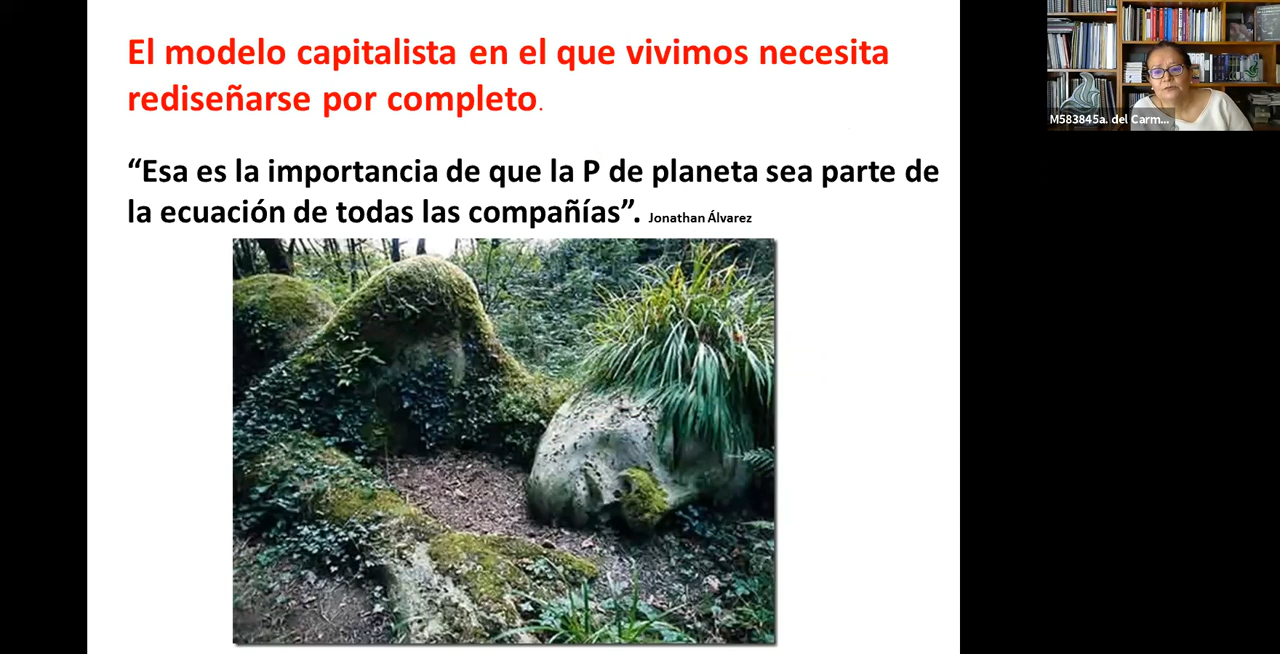 El modelo capitalista en el que vivimos necesita
rediseñarse por completo.
“Esa es la importancia de que la P de planeta sea parte de
la ecuación de todas las compañías”. Jonathan Álvarez
M583845a. del Carm...